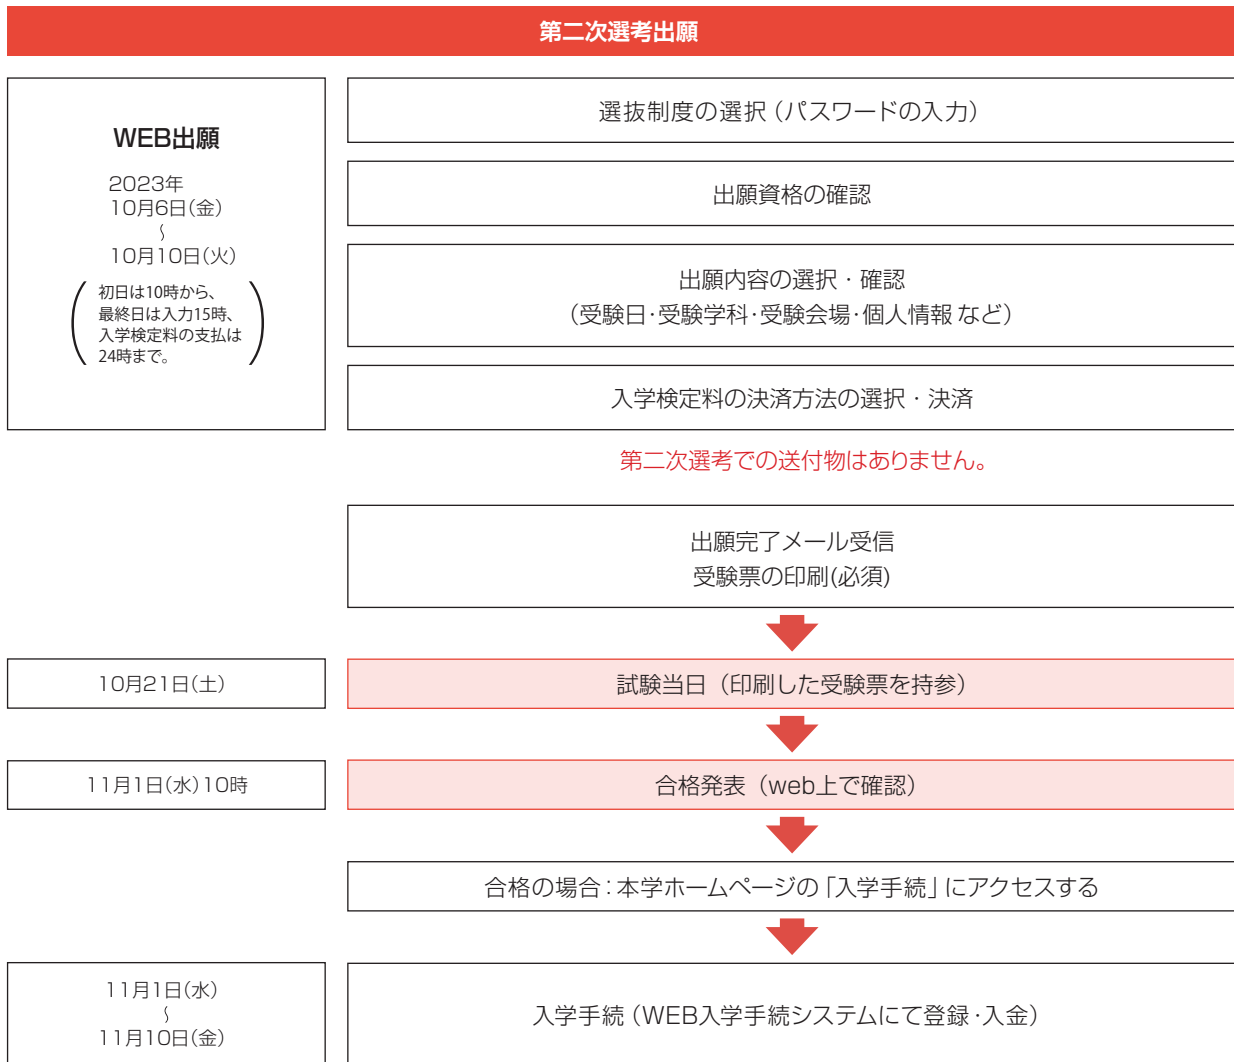 第二次選考出願
WEB出願
2023年
10月6日(金)
〜
10月10日(火)
初日は10時から、
最終日は入力15時、
入学検定料の支払は
24時まで。
選抜制度の選択（パスワードの入力）
出願資格の確認
出願内容の選択・確認
（受験日・受験学科・受験会場・個人情報 など）
入学検定料の決済方法の選択・決済
第二次選考での送付物はありません。
出願完了メール受信
受験票の印刷(必須)
10月21日(土)
試験当日（印刷した受験票を持参）
11月1日(水)10時
合格発表（web上で確認）
合格の場合：本学ホームページの「入学手続」にアクセスする
11月1日(水)
〜
11月10日(金)
入学手続（WEB入学手続システムにて登録・入金）